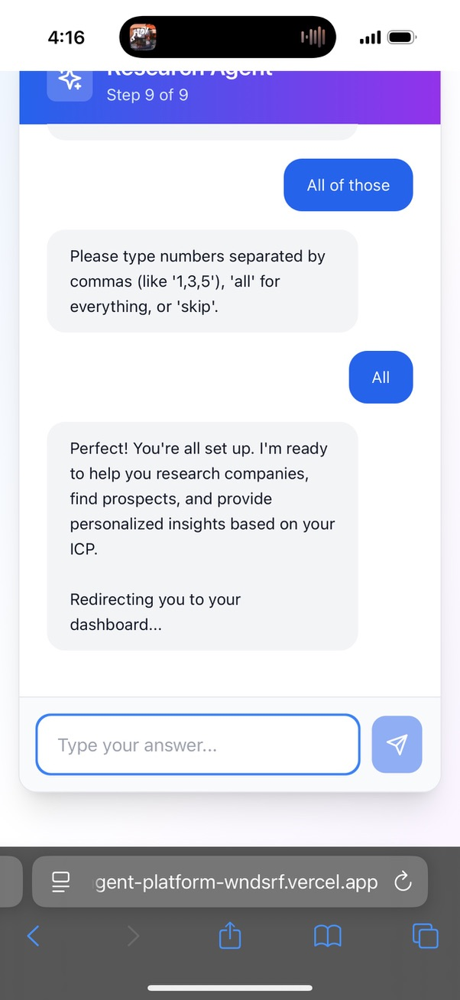 4:16
Research Agent
Step 9 of 9
All of those
Please type numbers separated by
commas (like '1,3,5'), 'all' for
everything, or 'skip'.
All
Perfect! You're all set up. I'm ready
to help you research companies,
find prospects, and provide
personalized insights based on your
ICP.
Redirecting you to your
dashboard...
Type your answer...
gent-platform-wndsrf.vercel.app